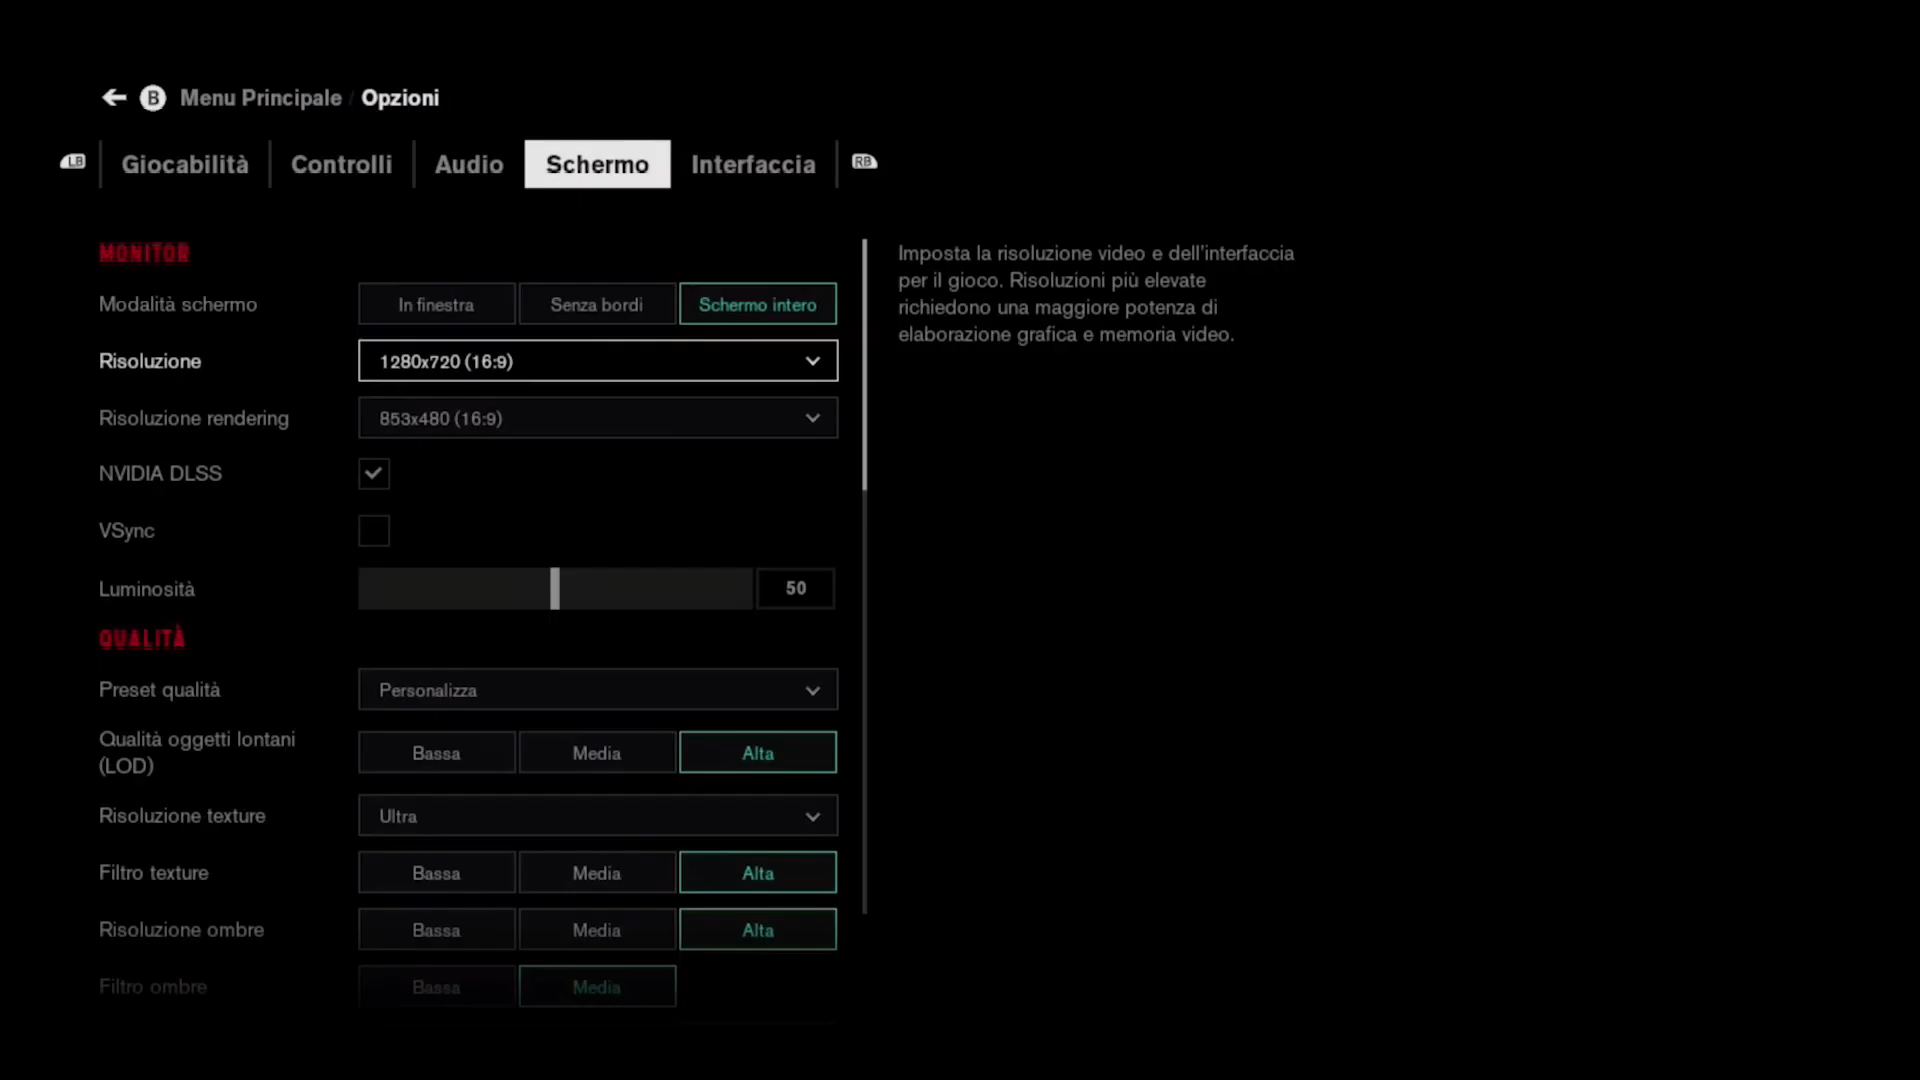 B Menu Principale / Opzioni
LB Giocabilità Controlli Audio Schermo Interfaccia RB
MONITOR
Modalità schermo In finestra Senza bordi Schermo intero
Risoluzione 1280x720 (16:9)
Risoluzione rendering 853x480 (16:9)
NVIDIA DLSS
VSync
Luminosità 50
QUALITÀ
Preset qualità Personalizza
Qualità oggetti lontani
(LOD) Bassa Media Alta
Risoluzione texture Ultra
Filtro texture Bassa Media Alta
Risoluzione ombre Bassa Media Alta
Filtro ombre Bassa Media
Imposta la risoluzione video e dell'interfaccia
per il gioco. Risoluzioni più elevate
richiedono una maggiore potenza di
elaborazione grafica e memoria video.